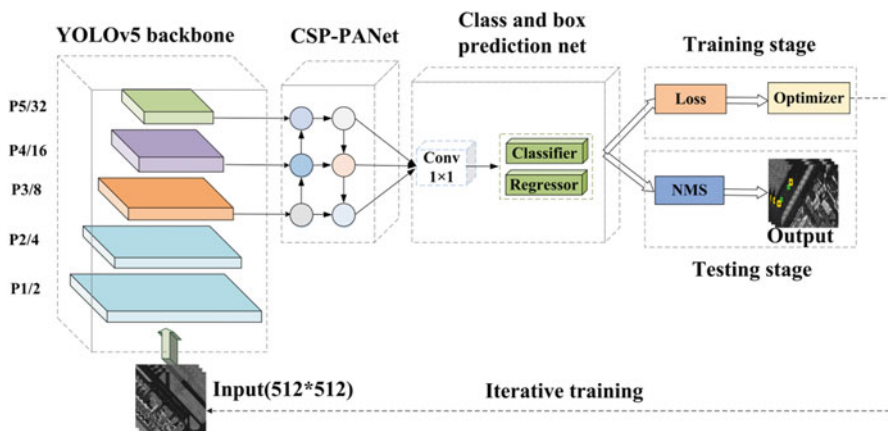 YOLOv5 backbone
CSP-PANet
Class and box
prediction net
Training stage
P5/32
P4/16
P3/8
P2/4
P1/2
Conv
1×1
Classifier
Regressor
Loss
Optimizer
NMS
Output
Testing stage
Input(512*512)
Iterative training